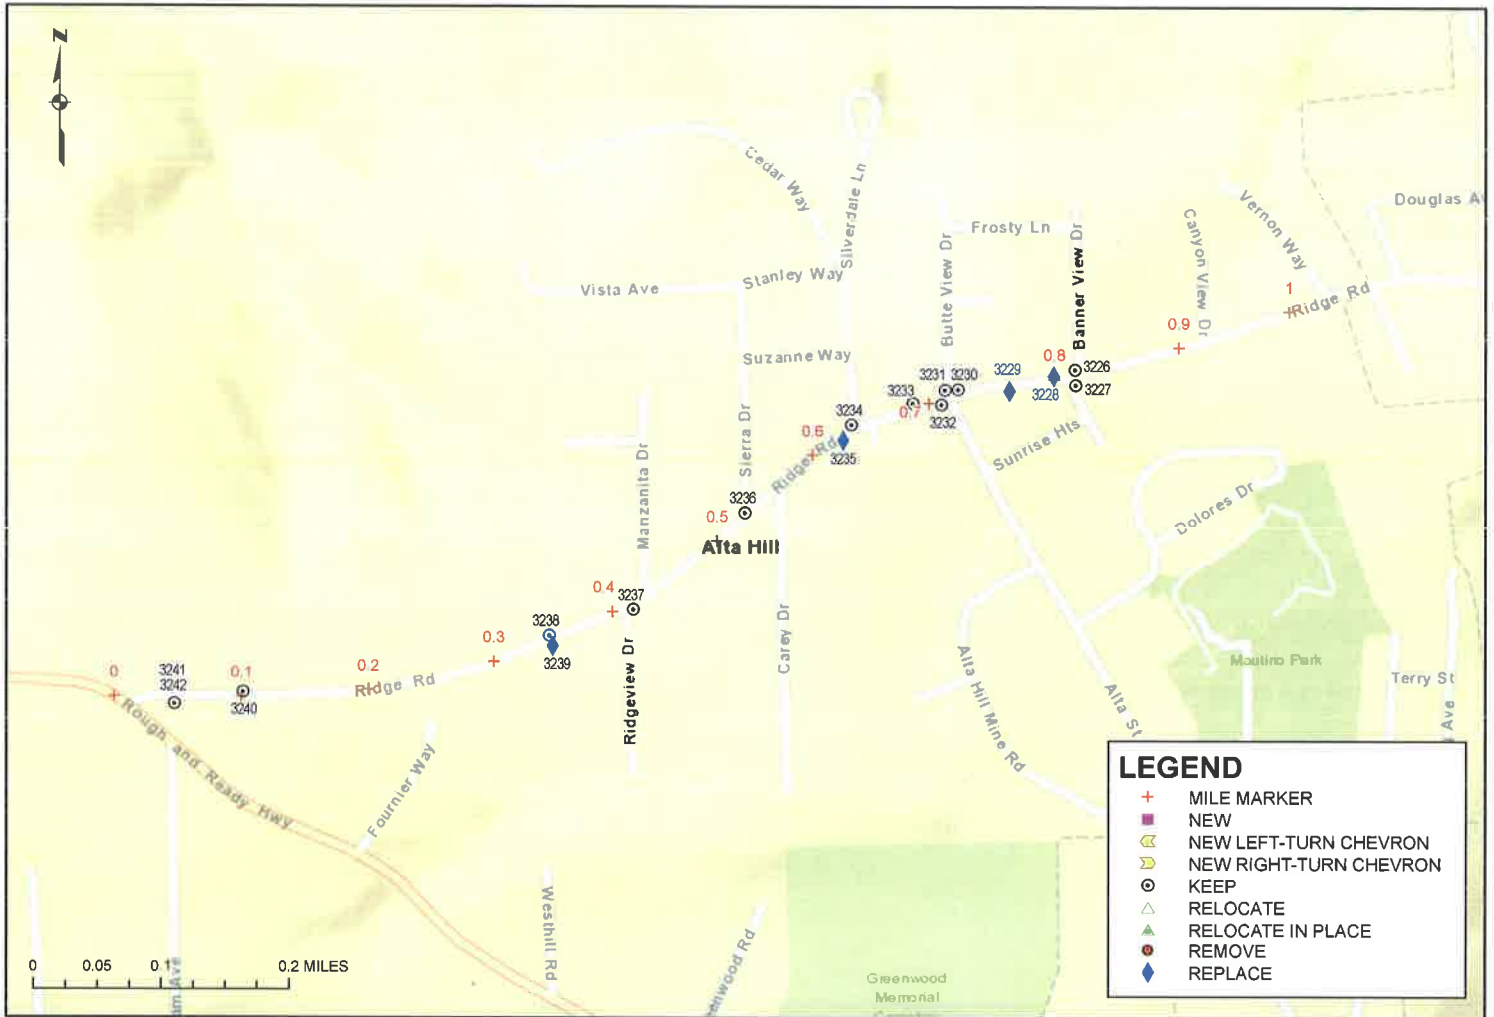 Z
Cedar Way
Silverdale Ln
Vernon Way
Douglas A
Canyon View Dr
Frosty Ln
Butte View Dr
Banner View Dr
Stanley Way
Vista Ave
1
Ridge Rd
0.9
Suzanne Way
0.8
3226
3227
3229
3228
3231 3230
3233
0.7
3232
3234
0.6
Ridge Rd
3235
Sunrise Hts
Sierra Dr
Manzanita Dr
3236
0.5
Alta Hill
Dolores Dr
0.4
3237
3238
3239
0.3
Ridgeview Dr
Carey Dr
Alta Hill Mine Rd
Alta St
Mautino Park
Terry St
Ave
0
3241
3242
0.1
3240
0.2
Ridge Rd
Rough and Ready Hwy
Fournier Way
Westhill Rd
eenwood Rd
am Ave
Greenwood
Memorial
0 0.05 0.1 0.2 MILES
LEGEND
MILE MARKER
NEW
NEW LEFT-TURN CHEVRON
NEW RIGHT-TURN CHEVRON
KEEP
RELOCATE
RELOCATE IN PLACE
REMOVE
REPLACE